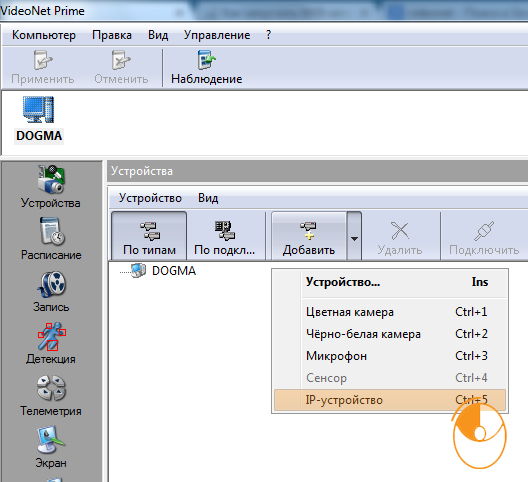 VideoNet Prime
Компьютер Правка Вид Управление ?
Применить Отменить Наблюдение
DOGMA
Устройства
Устройство Вид
По типам По подкл... Добавить Удалить Подключить
DOGMA
Устройства
Расписание
Запись
Детекция
Телеметрия
Экран
Устройство... Ins
Цветная камера Ctrl+1
Чёрно-белая камера Ctrl+2
Микрофон Ctrl+3
Сенсор Ctrl+4
IP-устройство Ctrl+5